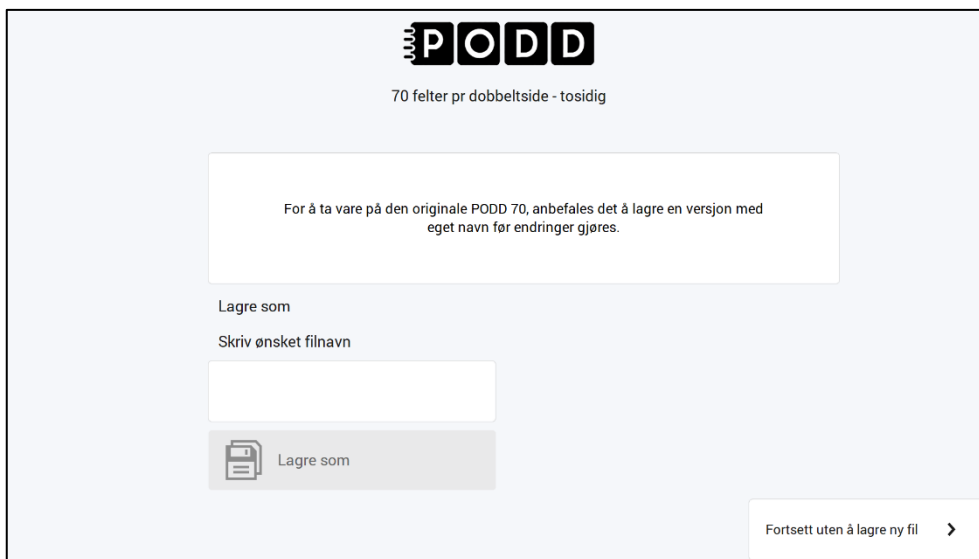 PODD
70 felter pr dobbeltside - tosidig
For å ta vare på den originale PODD 70, anbefales det å lagre en versjon med
eget navn før endringer gjøres.
Lagre som
Skriv ønsket filnavn
Lagre som
Fortsett uten å lagre ny fil